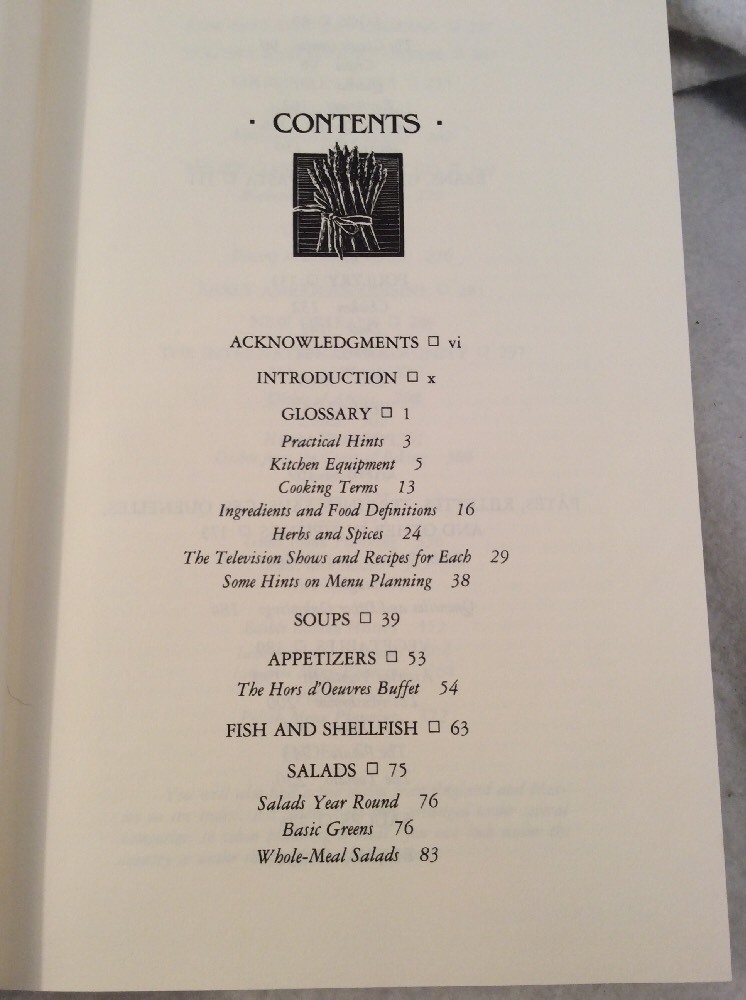 · CONTENTS ·
ACKNOWLEDGMENTS □ vi
INTRODUCTION □ x
GLOSSARY □ 1
Practical Hints 3
Kitchen Equipment 5
Cooking Terms 13
Ingredients and Food Definitions 16
Herbs and Spices 24
The Television Shows and Recipes for Each 29
Some Hints on Menu Planning 38
SOUPS □ 39
APPETIZERS □ 53
The Hors d'Oeuvres Buffet 54
FISH AND SHELLFISH □ 63
SALADS □ 75
Salads Year Round 76
Basic Greens 76
Whole-Meal Salads 83